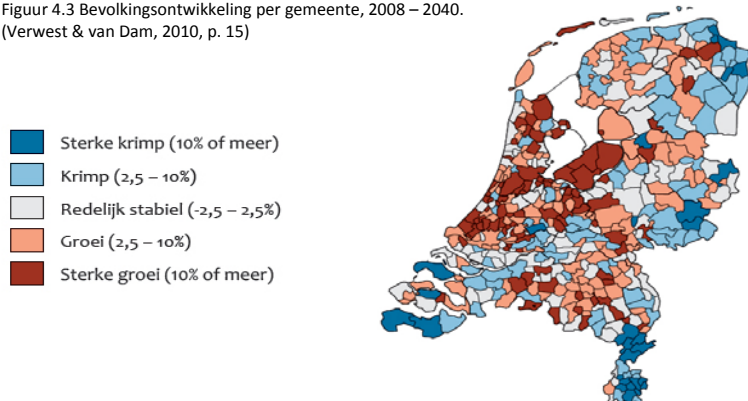 Figuur 4.3 Bevolkingsontwikkeling per gemeente, 2008 – 2040.
(Verwest & van Dam, 2010, p. 15)
Sterke krimp (10% of meer)
Krimp (2,5 – 10%)
Redelijk stabiel (-2,5 – 2,5%)
Groei (2,5 – 10%)
Sterke groei (10% of meer)